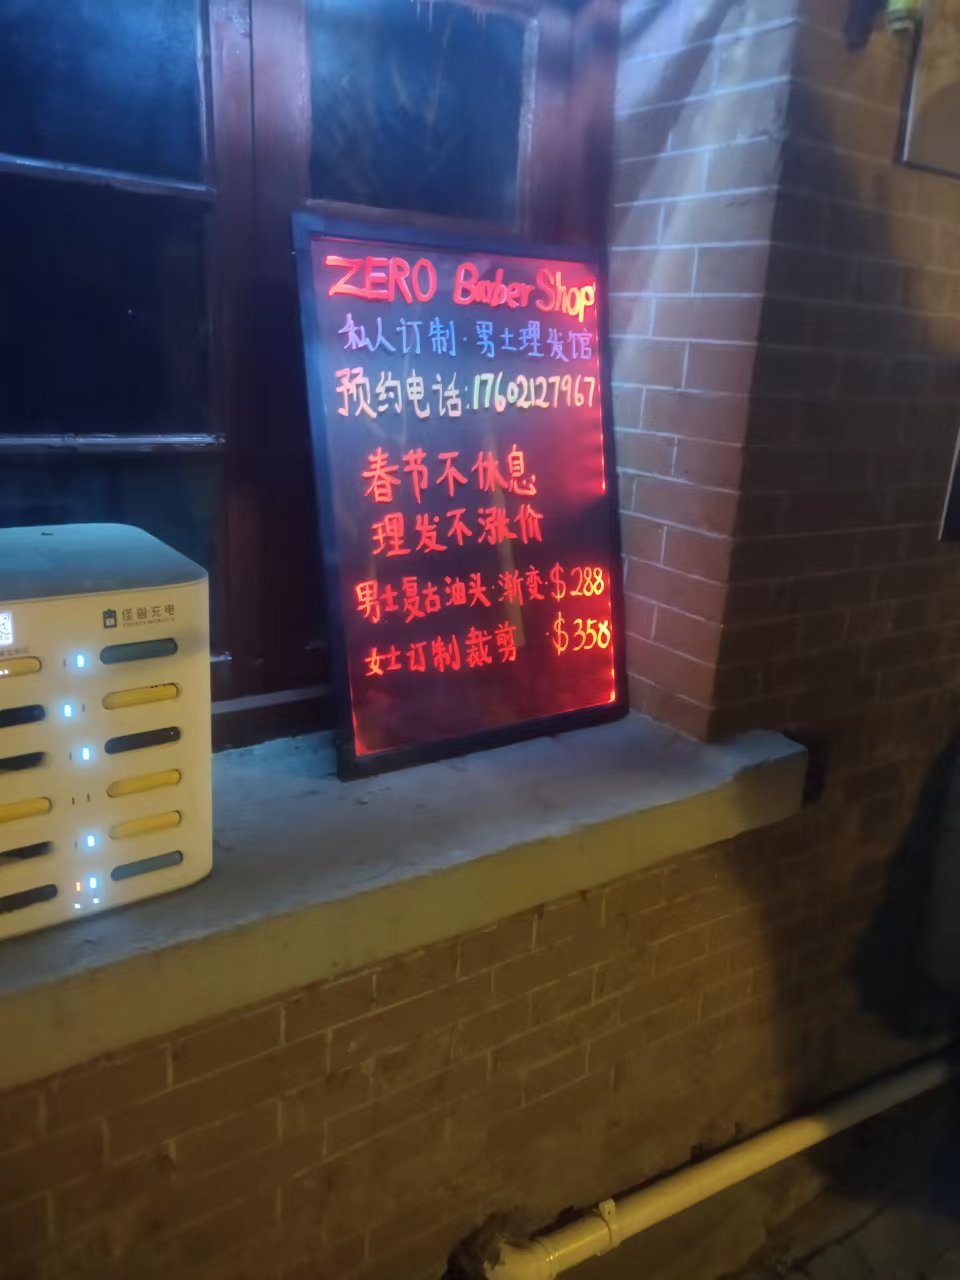 ZERO BarberShop
私人订制·男士理发馆
预约电话:17602127967
春节不休息
理发不涨价
男士复古油头·渐变·$288
女士订制裁剪·$358
怪兽充电